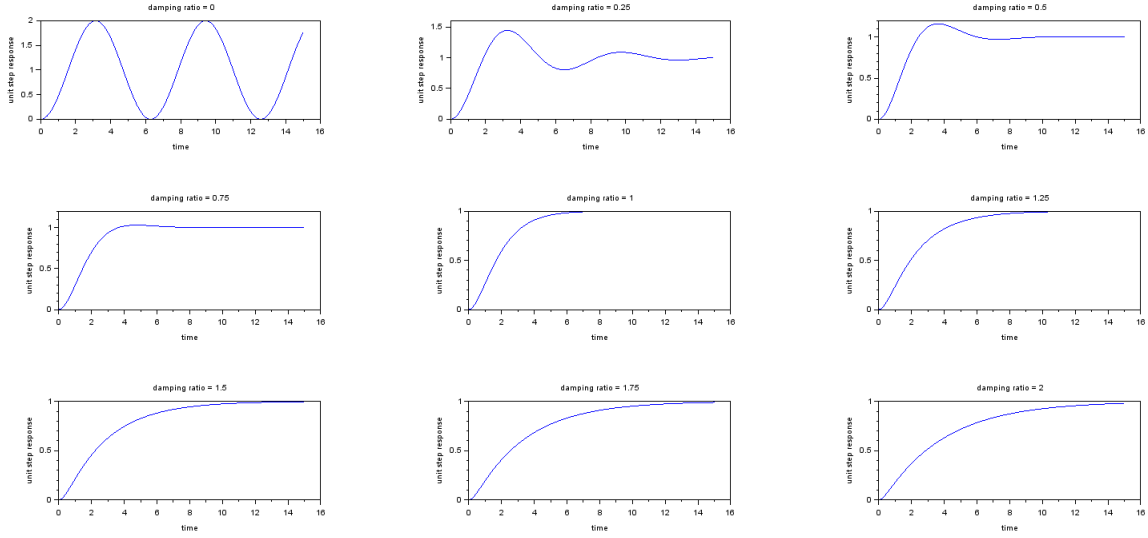 damping ratio = 0
unit step response
2
1.5
1
0.5
0
0 2 4 6 8 10 12 14 16
time
damping ratio = 0.25
unit step response
1.5
1
0.5
0
0 2 4 6 8 10 12 14 16
time
damping ratio = 0.5
unit step response
1
0.5
0
0 2 4 6 8 10 12 14 16
time
damping ratio = 0.75
unit step response
1
0.5
0
0 2 4 6 8 10 12 14 16
time
damping ratio = 1
unit step response
1
0.5
0
0 2 4 6 8 10 12 14 16
time
damping ratio = 1.25
unit step response
1
0.5
0
0 2 4 6 8 10 12 14 16
time
damping ratio = 1.5
unit step response
1
0.5
0
0 2 4 6 8 10 12 14 16
time
damping ratio = 1.75
unit step response
1
0.5
0
0 2 4 6 8 10 12 14 16
time
damping ratio = 2
unit step response
1
0.5
0
0 2 4 6 8 10 12 14 16
time